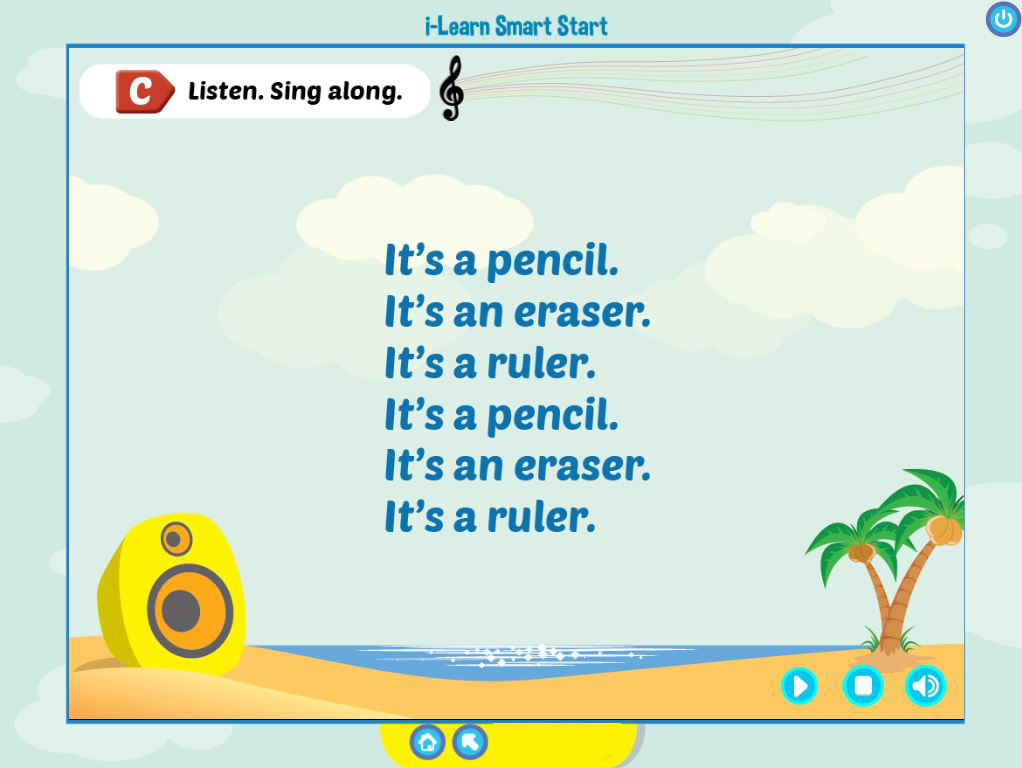 i-Learn Smart Start
C Listen. Sing along.
It's a pencil.
It's an eraser.
It's a ruler.
It's a pencil.
It's an eraser.
It's a ruler.